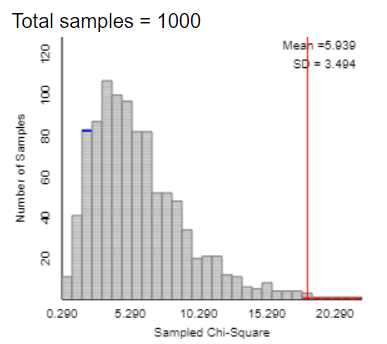 Total samples = 1000
Mean =5.939
SD = 3.494
Number of Samples
120
100
80
60
40
20
0.290 5.290 10.290 15.290 20.290
Sampled Chi-Square